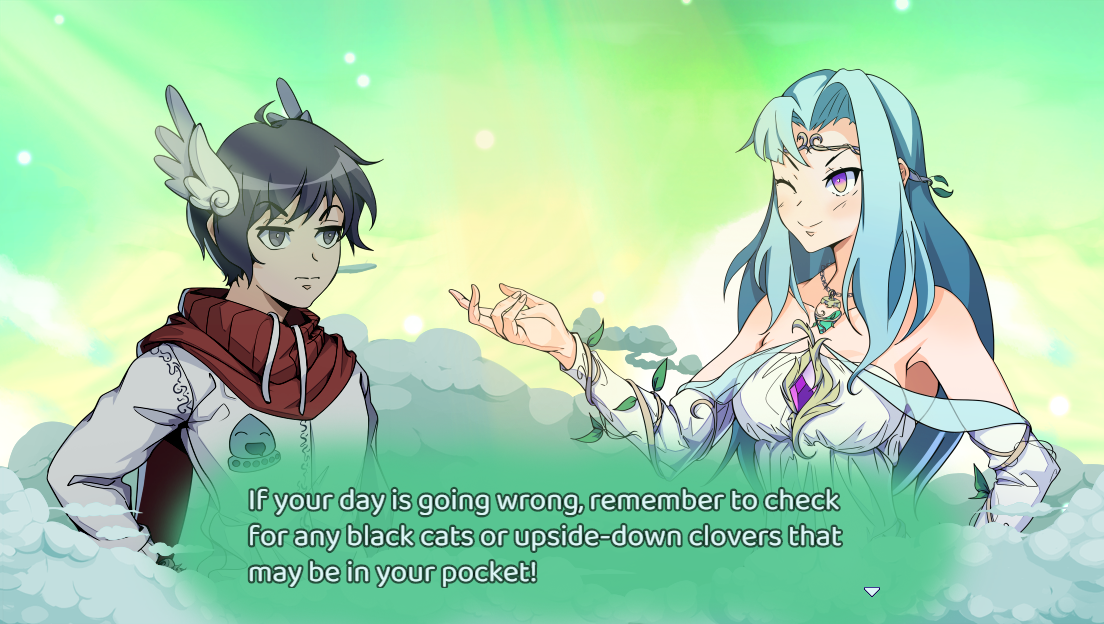 If your day is going wrong, remember to check
for any black cats or upside-down clovers that
may be in your pocket!